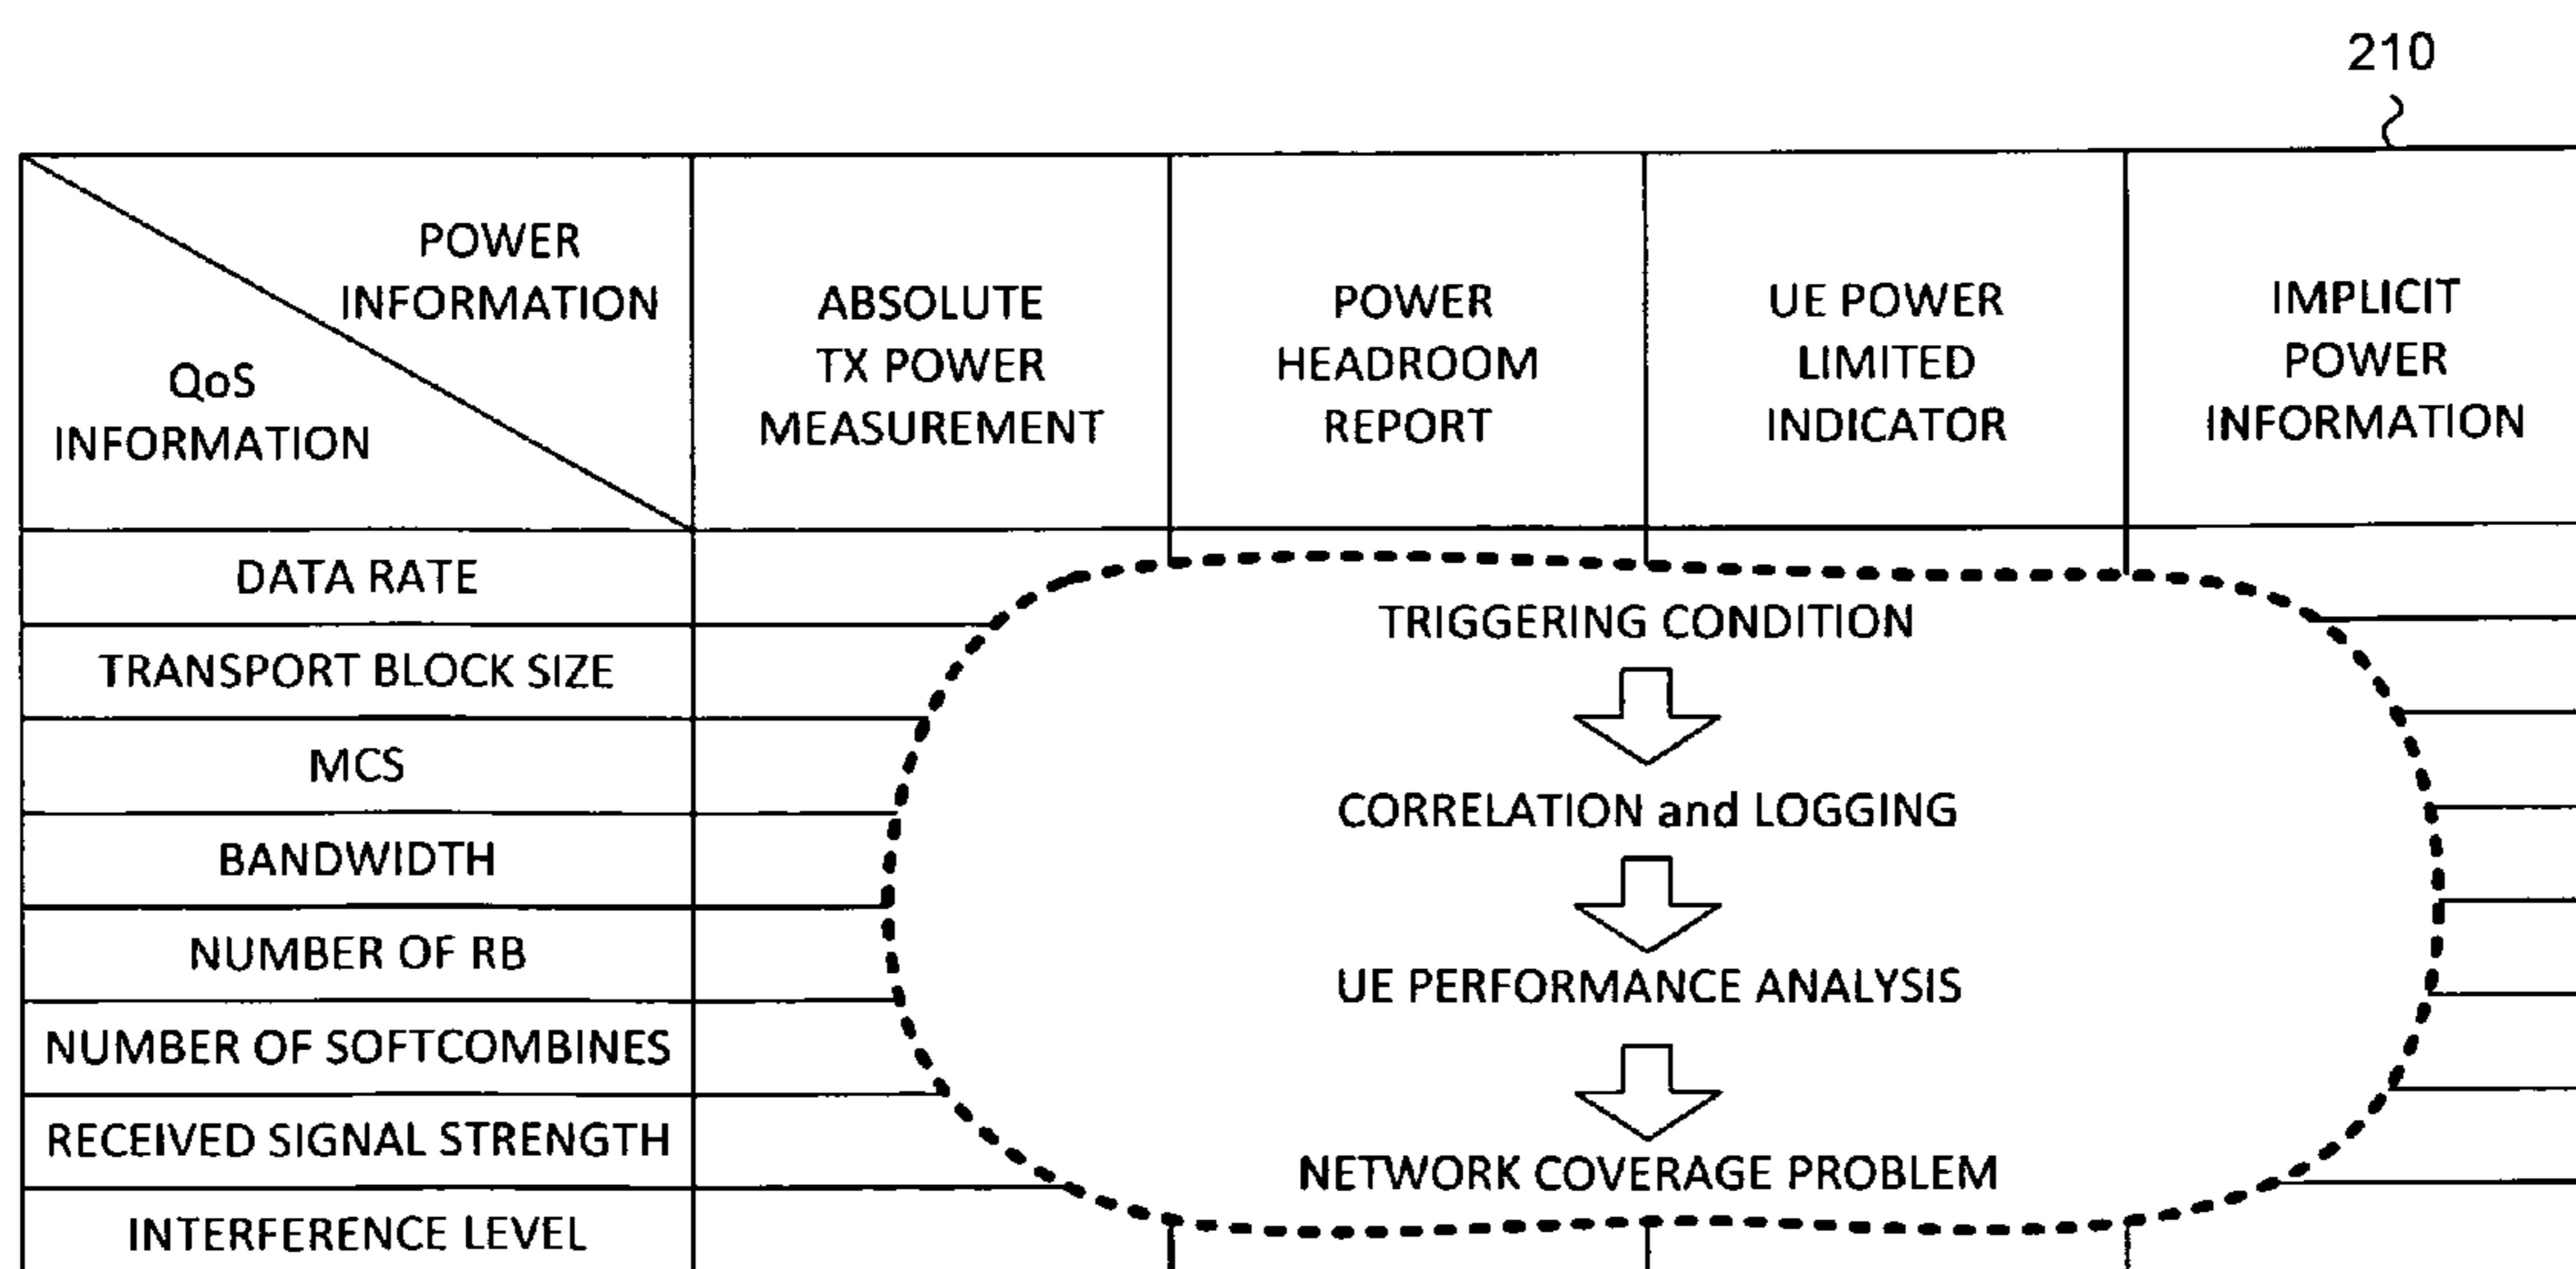 210
POWER
INFORMATION
QoS
INFORMATION
ABSOLUTE
TX POWER
MEASUREMENT
POWER
HEADROOM
REPORT
UE POWER
LIMITED
INDICATOR
IMPLICIT
POWER
INFORMATION
DATA RATE
TRANSPORT BLOCK SIZE
MCS
BANDWIDTH
NUMBER OF RB
NUMBER OF SOFTCOMBINES
RECEIVED SIGNAL STRENGTH
INTERFERENCE LEVEL
TRIGGERING CONDITION
CORRELATION and LOGGING
UE PERFORMANCE ANALYSIS
NETWORK COVERAGE PROBLEM